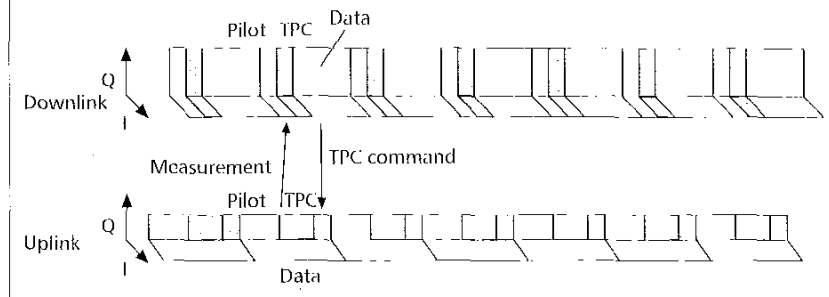 Data
Pilot TPC
Q
Downlink
I
Measurement
TPC command
Pilot TPC
Q
Uplink
I
Data